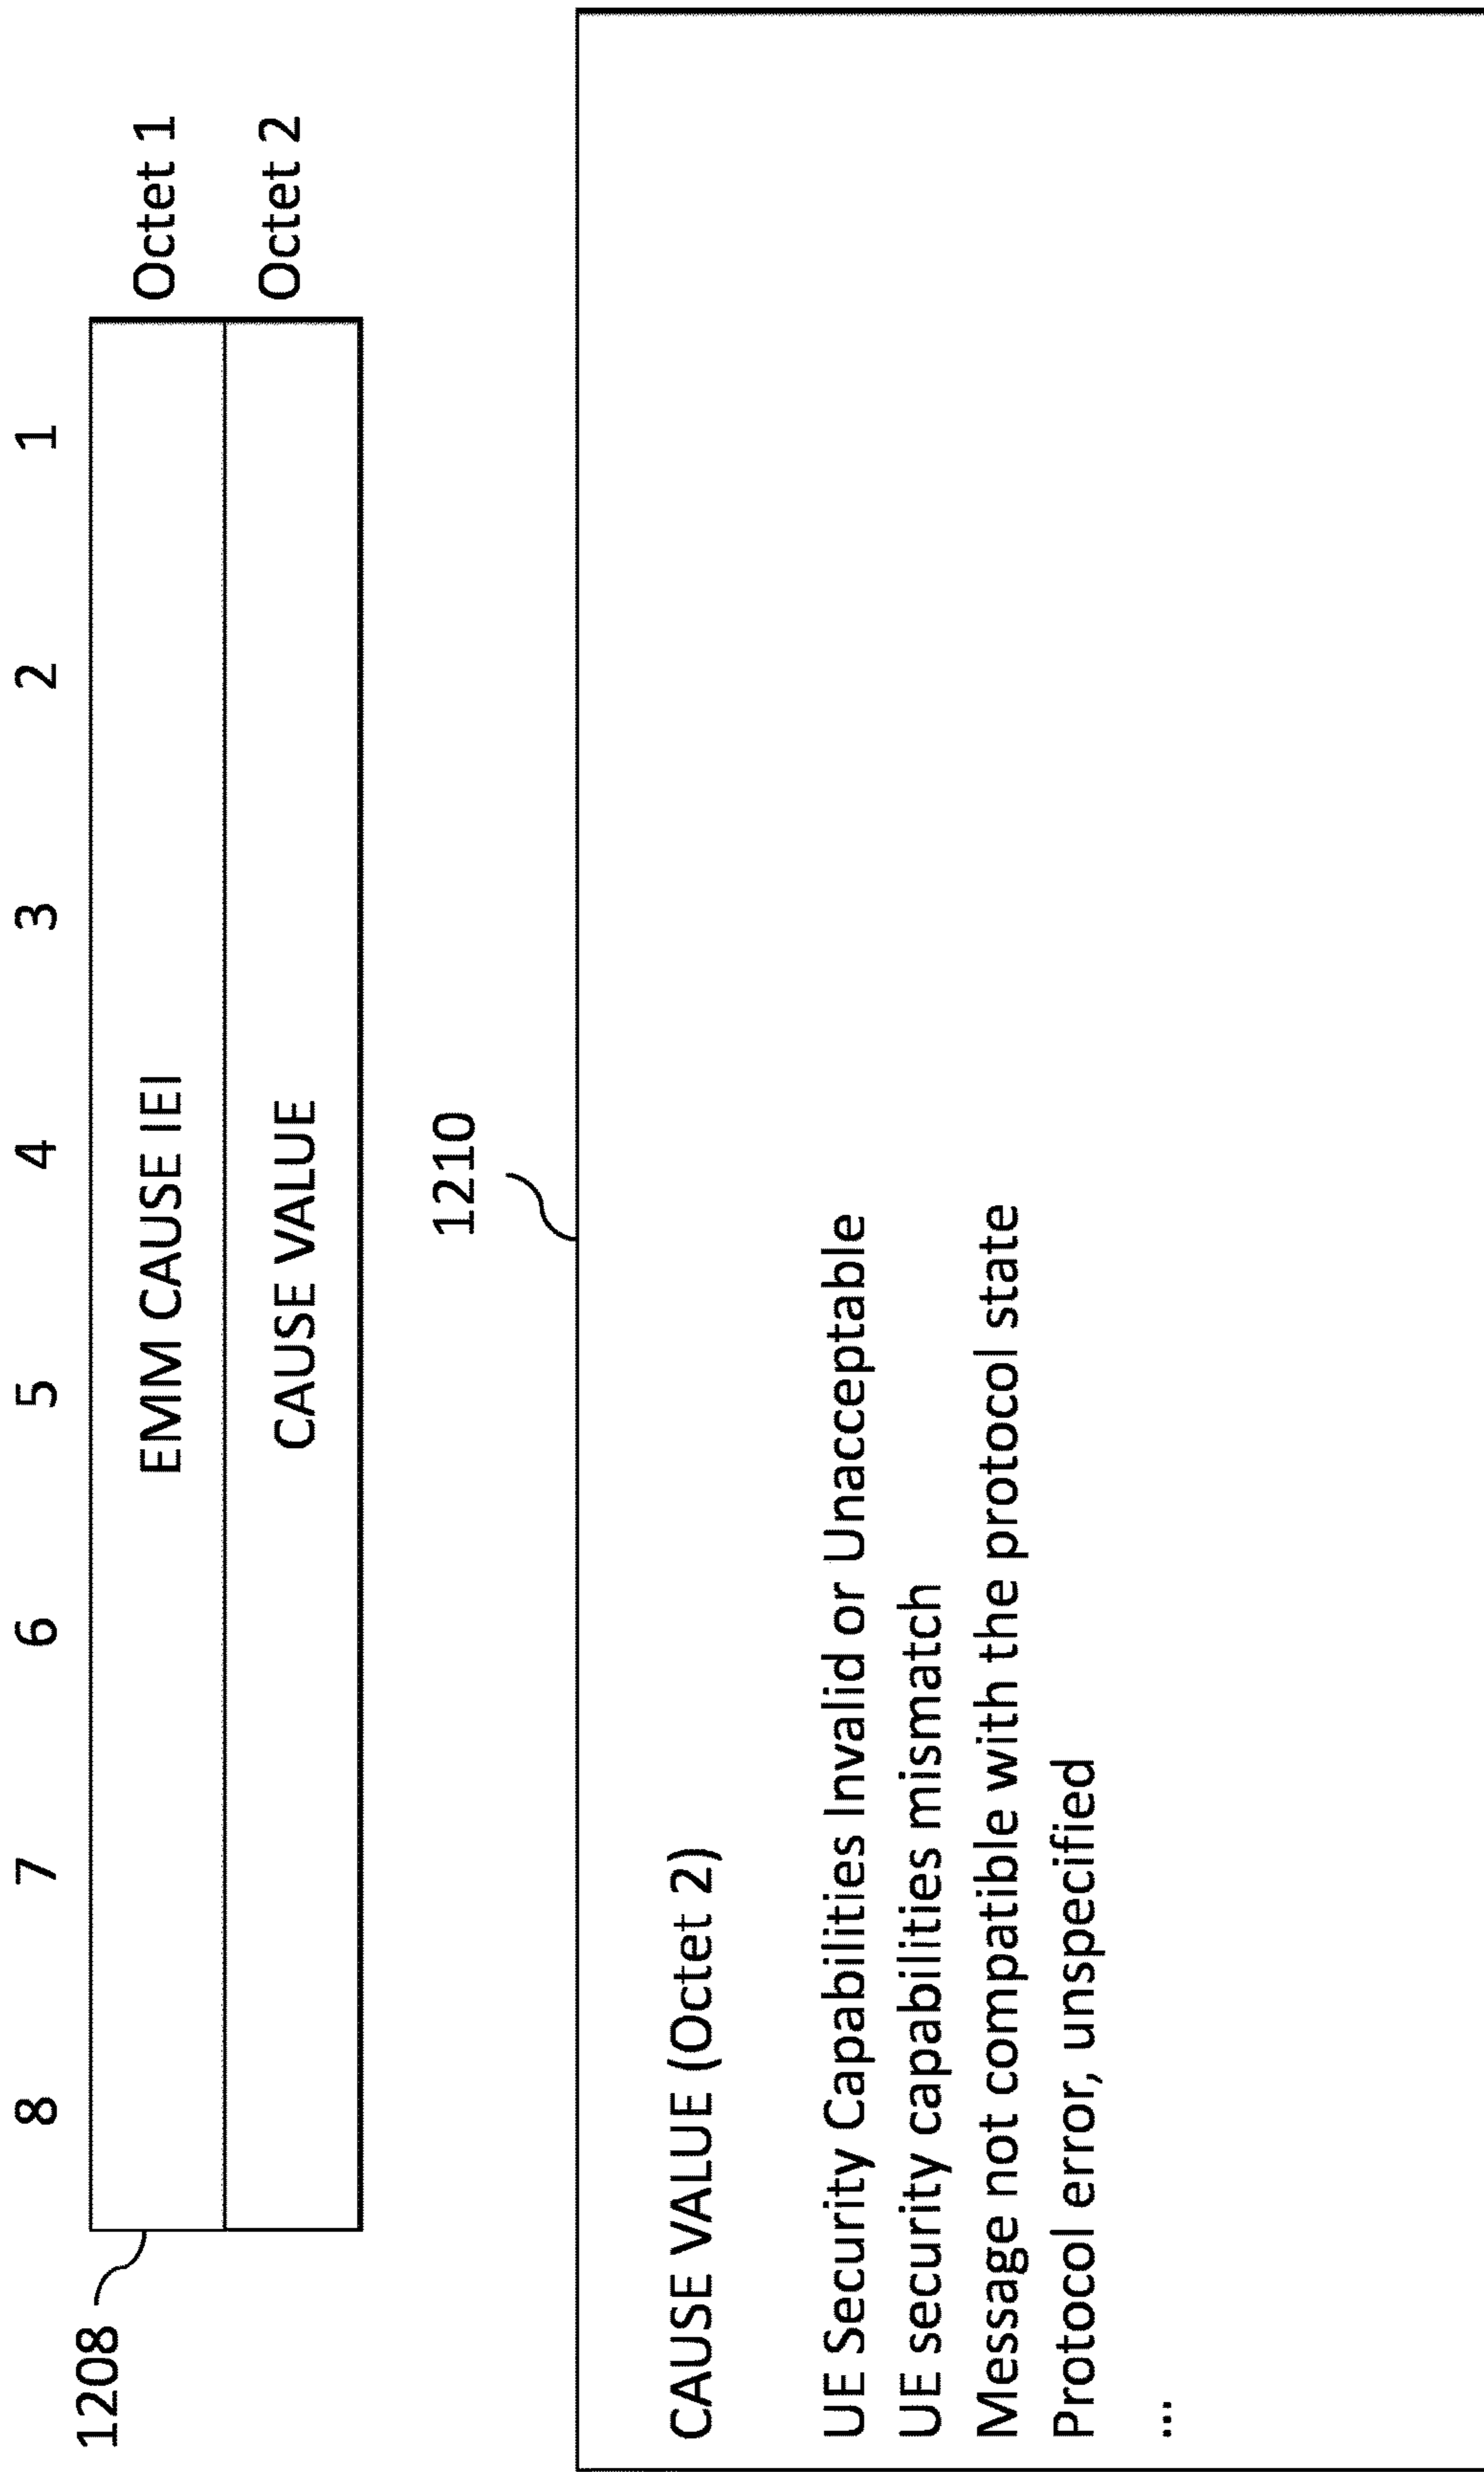 8 7 6 5 4 3 2 1
1208
EMM CAUSE IEI Octet 1
CAUSE VALUE Octet 2
1210
CAUSE VALUE (Octet 2)
UE Security Capabilities Invalid or Unacceptable
UE security capabilities mismatch
Message not compatible with the protocol state
Protocol error, unspecified
...